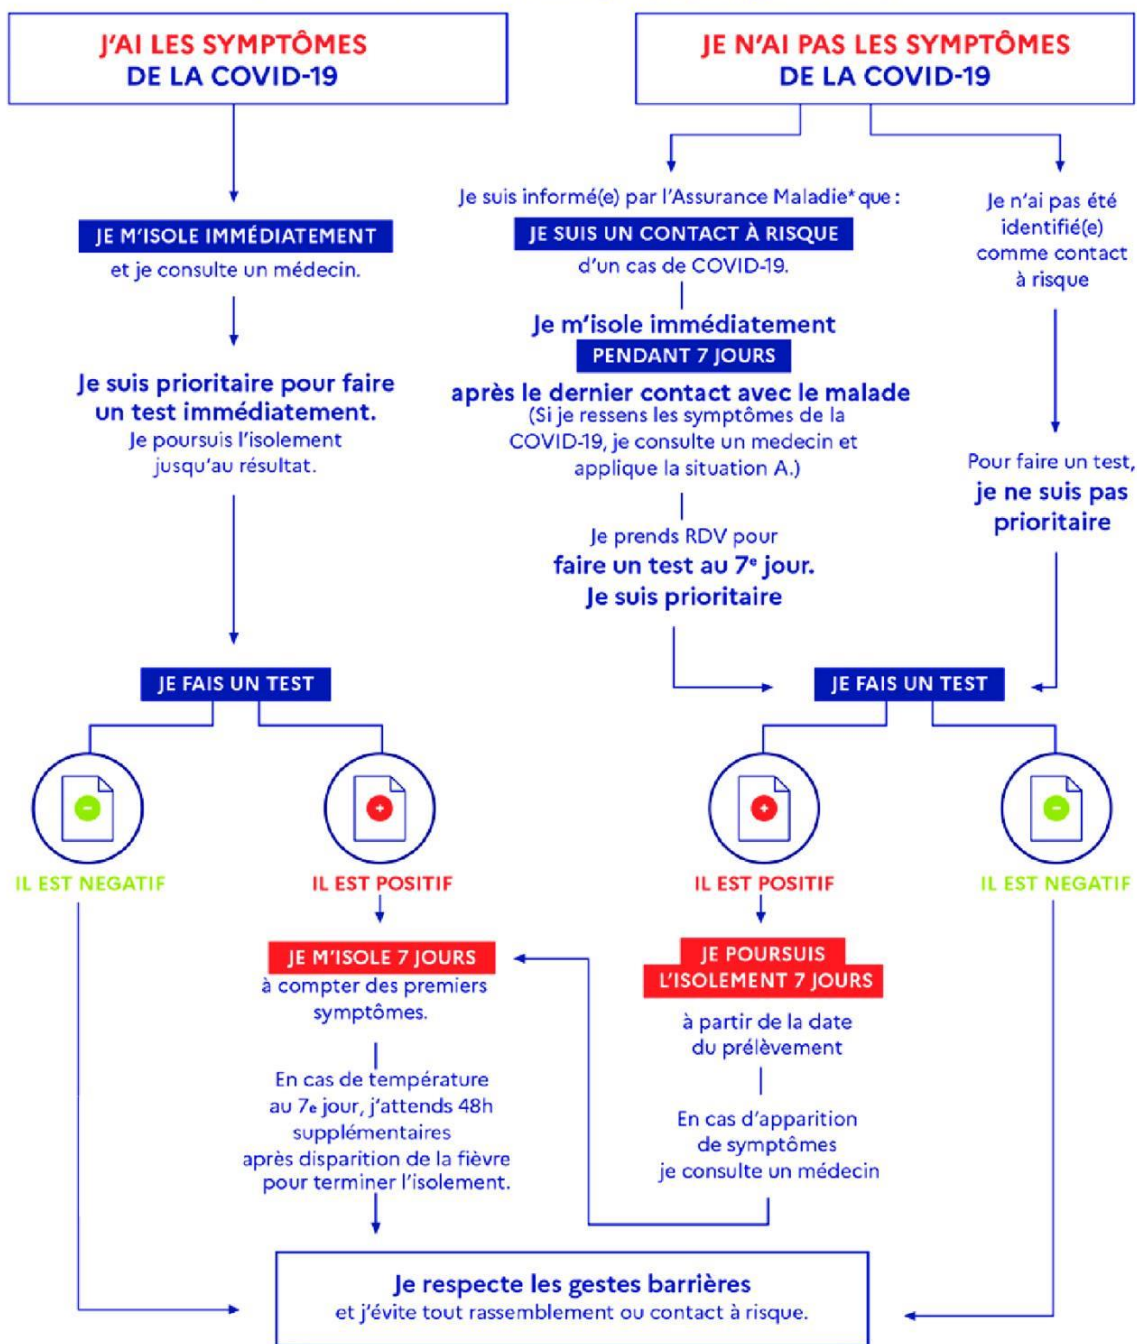 J'AI LES SYMPTÔMES
DE LA COVID-19
JE M'ISOLE IMMÉDIATEMENT
et je consulte un médecin.
Je suis prioritaire pour faire
un test immédiatement.
Je poursuis l'isolement
jusqu'au résultat.
JE FAIS UN TEST
-
IL EST NEGATIF
+
IL EST POSITIF
JE M'ISOLE 7 JOURS
à compter des premiers
symptômes.
En cas de température
au 7e jour, j'attends 48h
supplémentaires
après disparition de la fièvre
pour terminer l'isolement.
JE N'AI PAS LES SYMPTÔMES
DE LA COVID-19
Je suis informé(e) par l'Assurance Maladie* que :
JE SUIS UN CONTACT À RISQUE
d'un cas de COVID-19.
Je m'isole immédiatement
PENDANT 7 JOURS
après le dernier contact avec le malade
(Si je ressens les symptômes de la
COVID-19, je consulte un medecin et
applique la situation A.)
Je prends RDV pour
faire un test au 7e jour.
Je suis prioritaire
Je n'ai pas été
identifié(e)
comme contact
à risque
Pour faire un test,
je ne suis pas
prioritaire
JE FAIS UN TEST
+
IL EST POSITIF
-
IL EST NEGATIF
JE POURSUIS
L'ISOLEMENT 7 JOURS
à partir de la date
du prélèvement
En cas d'apparition
de symptômes
je consulte un médecin
Je respecte les gestes barrières
et j'évite tout rassemblement ou contact à risque.